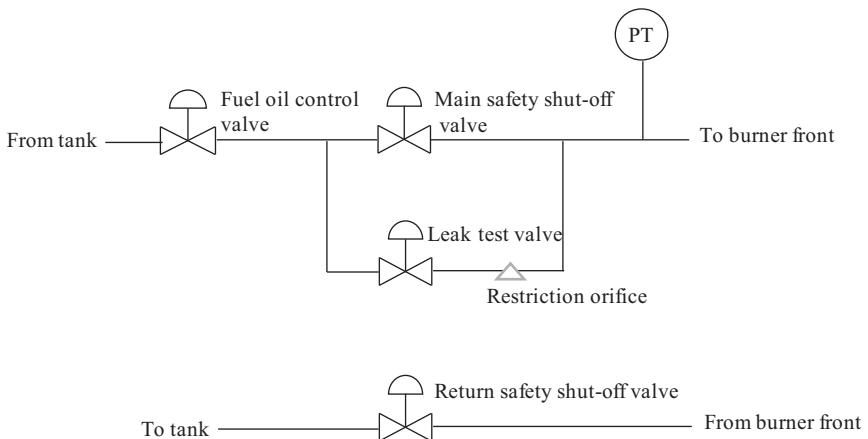 PT
Fuel oil control
valve
Main safety shut-off
valve
From tank
To burner front
Leak test valve
Restriction orifice
Return safety shut-off valve
To tank
From burner front